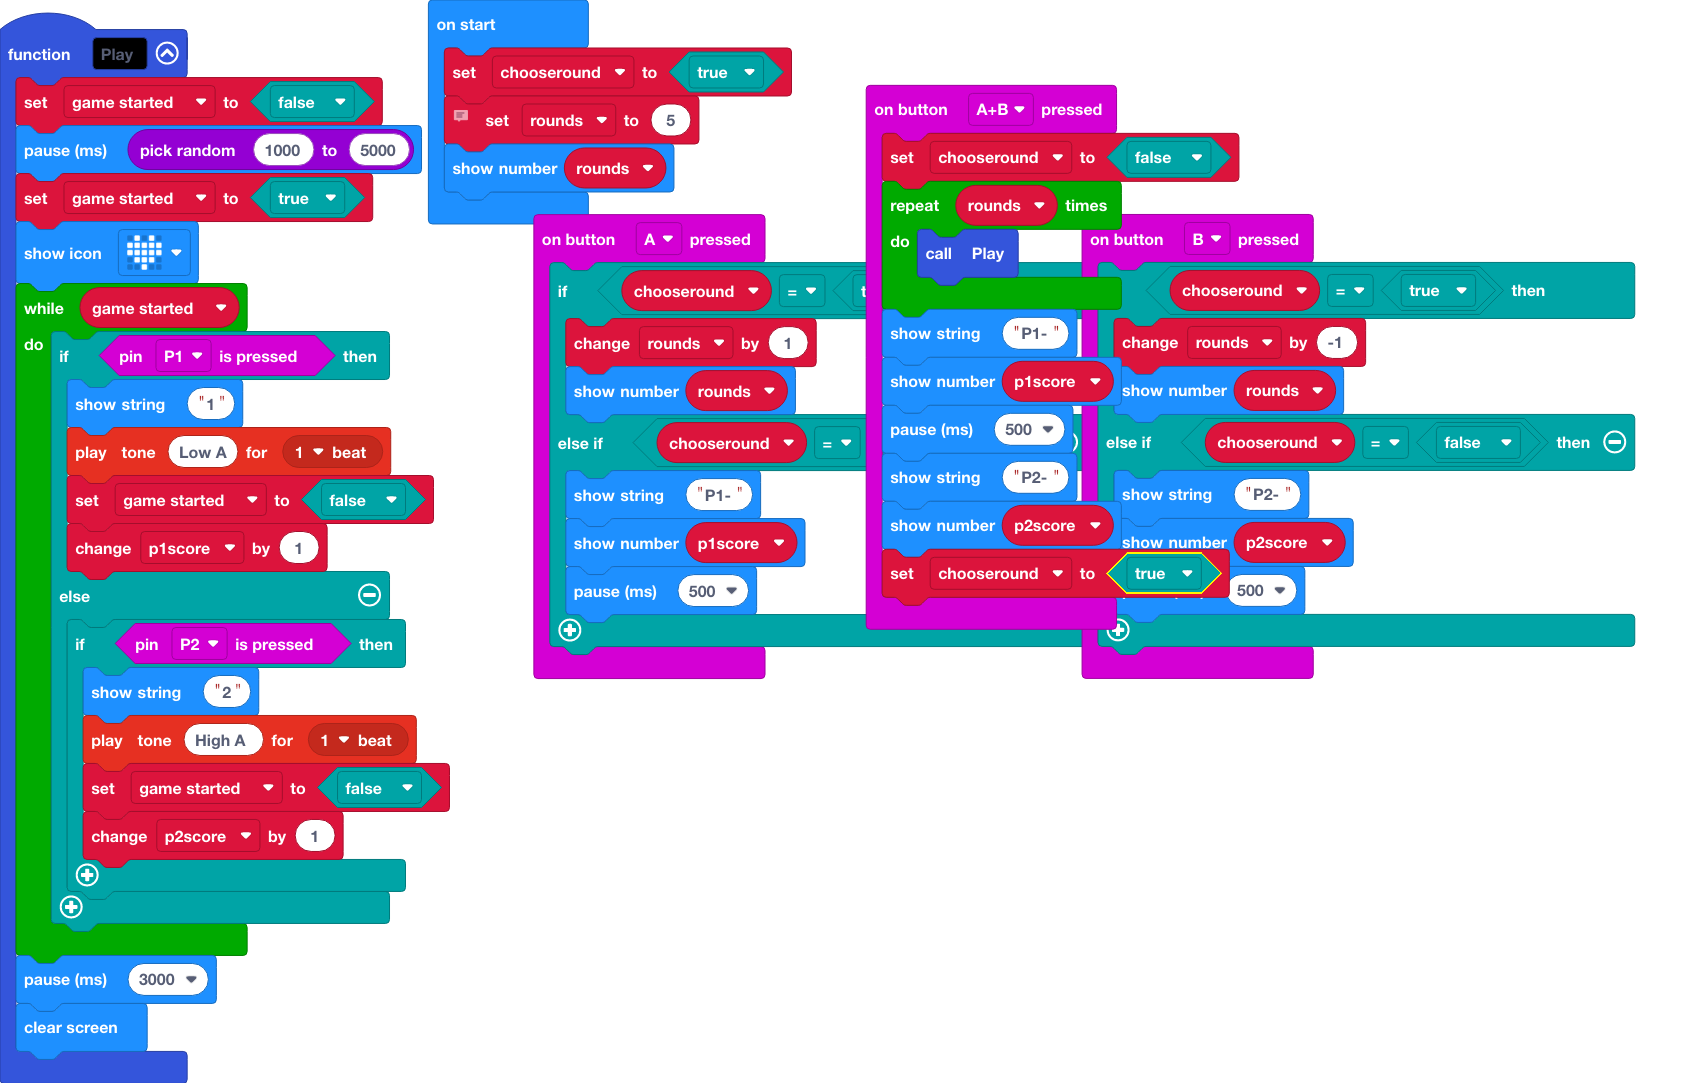 function Play
set game started to false
pause (ms) pick random 1000 to 5000
set game started to true
show icon
while game started
do if pin P1 is pressed then
show string "1"
play tone Low A for 1 beat
set game started to false
change p1score by 1
else
if pin P2 is pressed then
show string "2"
play tone High A for 1 beat
set game started to false
change p2score by 1
pause (ms) 3000
clear screen
on start
set chooseround to true
set rounds to 5
show number rounds
on button A pressed
if chooseround =
change rounds by 1
show number rounds
else if chooseround =
show string "P1- "
show number p1score
pause (ms) 500
on button A+B pressed
set chooseround to false
repeat rounds times
do call Play
show string "P1- "
show number p1score
pause (ms) 500
show string "P2- "
show number p2score
set chooseround to true
on button B pressed
chooseround = true then
change rounds by -1
show number rounds
else if chooseround = false then
show string "P2- "
show number p2score
500